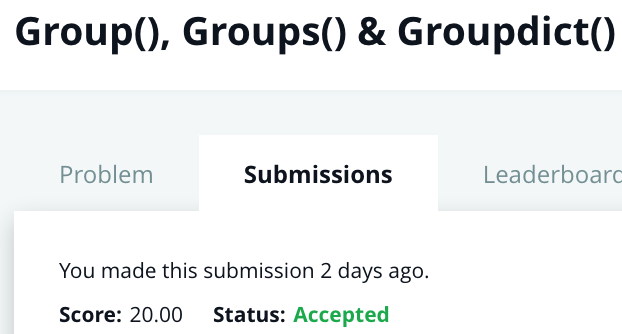 Group(), Groups() & Groupdict()
Problem Submissions Leaderboard
You made this submission 2 days ago.
Score: 20.00 Status: Accepted